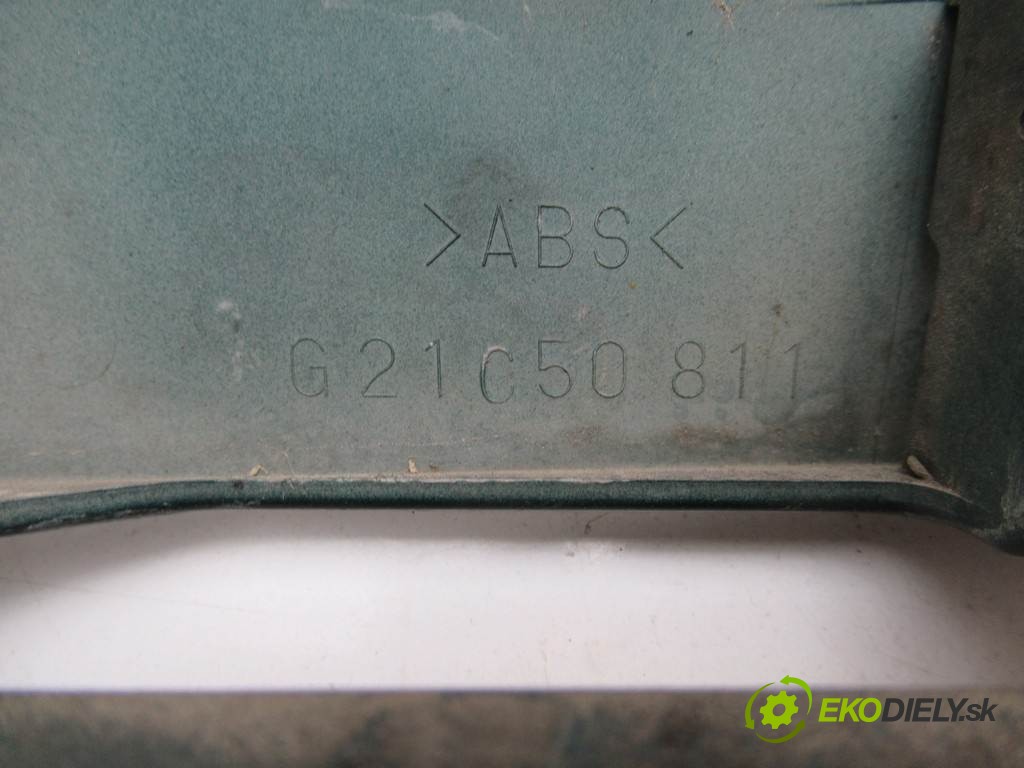 >ABS<
G21C50 811
EKODIELY.sk